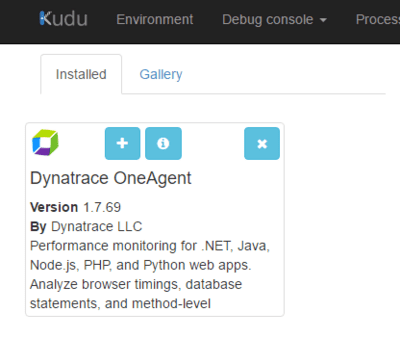 Kudu Environment Debug console Process
Installed Gallery
Dynatrace OneAgent
Version 1.7.69
By Dynatrace LLC
Performance monitoring for .NET, Java,
Node.js, PHP, and Python web apps.
Analyze browser timings, database
statements, and method-level